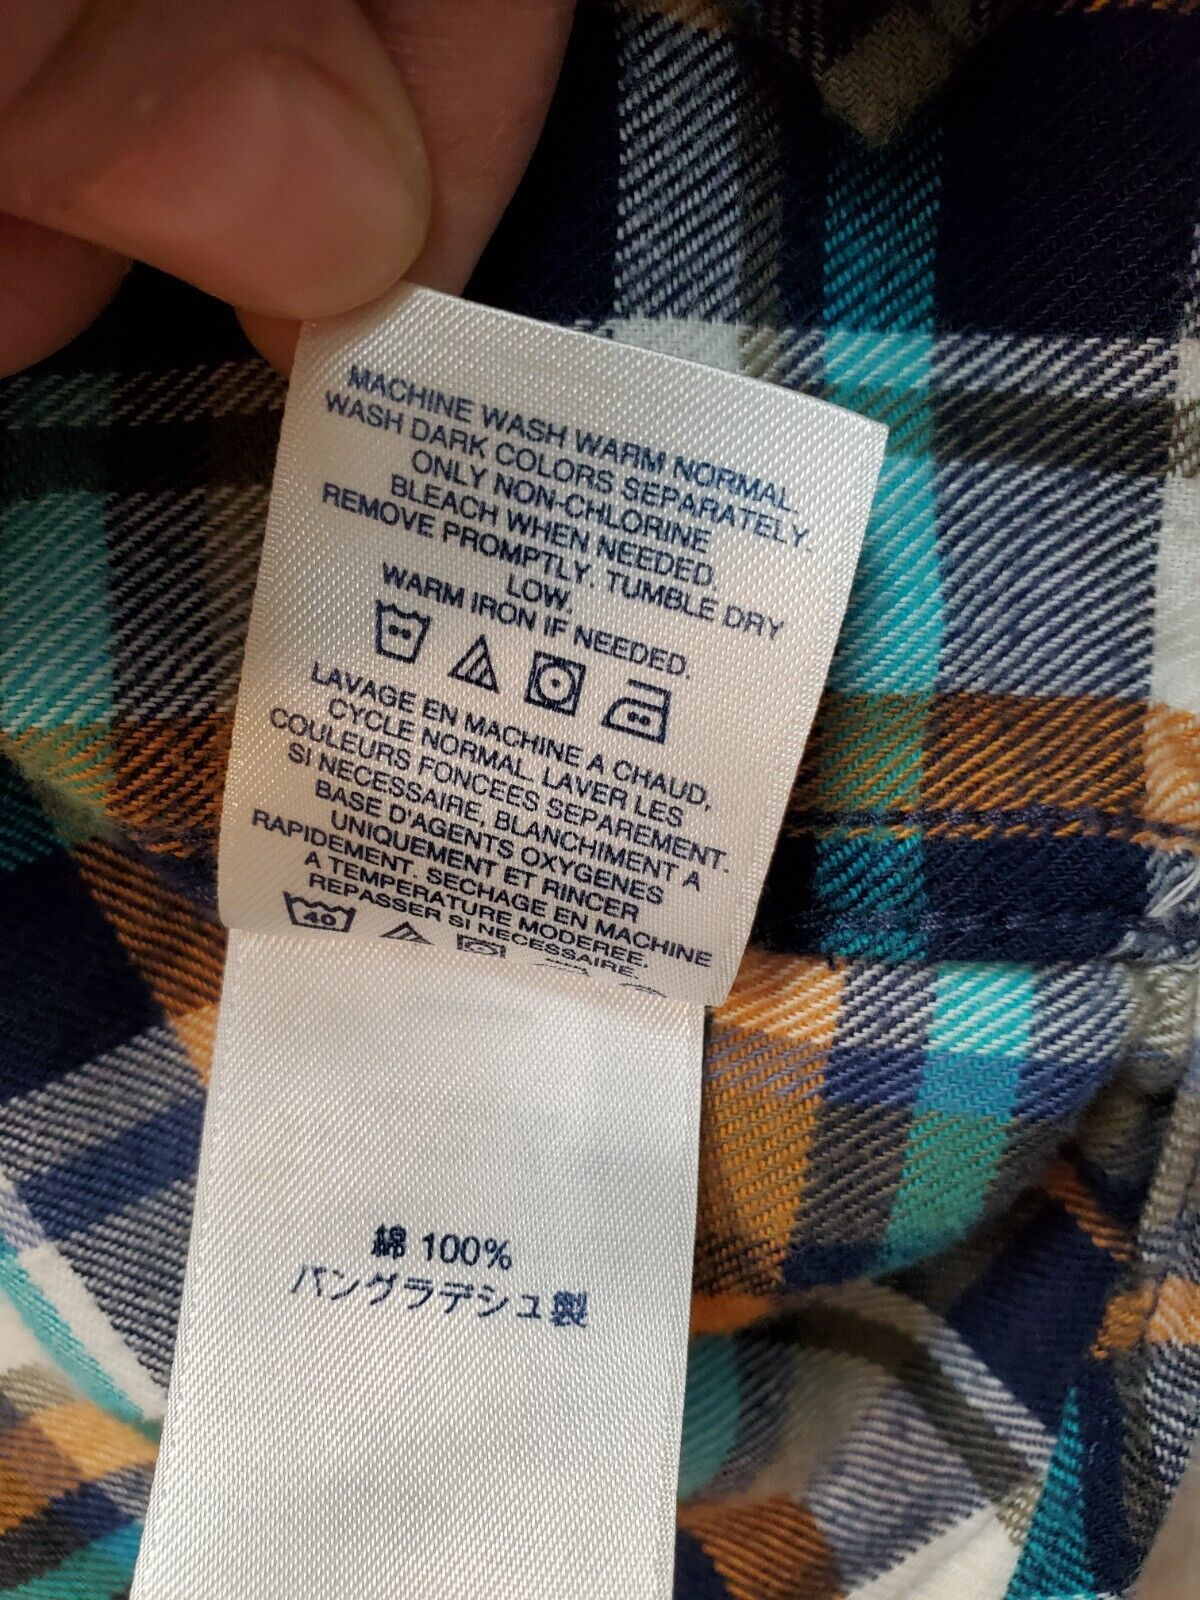 MACHINE WASH WARM NORMAL,
WASH DARK COLORS SEPARATELY.
ONLY NON-CHLORINE
BLEACH WHEN NEEDED.
REMOVE PROMPTLY. TUMBLE DRY
LOW.
WARM IRON IF NEEDED.
LAVAGE EN MACHINE A CHAUD,
CYCLE NORMAL. LAVER LES
COULEURS FONCEES SEPAREMENT.
SI NECESSAIRE, BLANCHIMENT A
BASE D'AGENTS OXYGENES
UNIQUEMENT ET RINCER
RAPIDEMENT. SECHAGE EN MACHINE
A TEMPERATURE MODEREE.
REPASSER SI NECESSAIRE.
40
綿 100%
バングラデシュ製